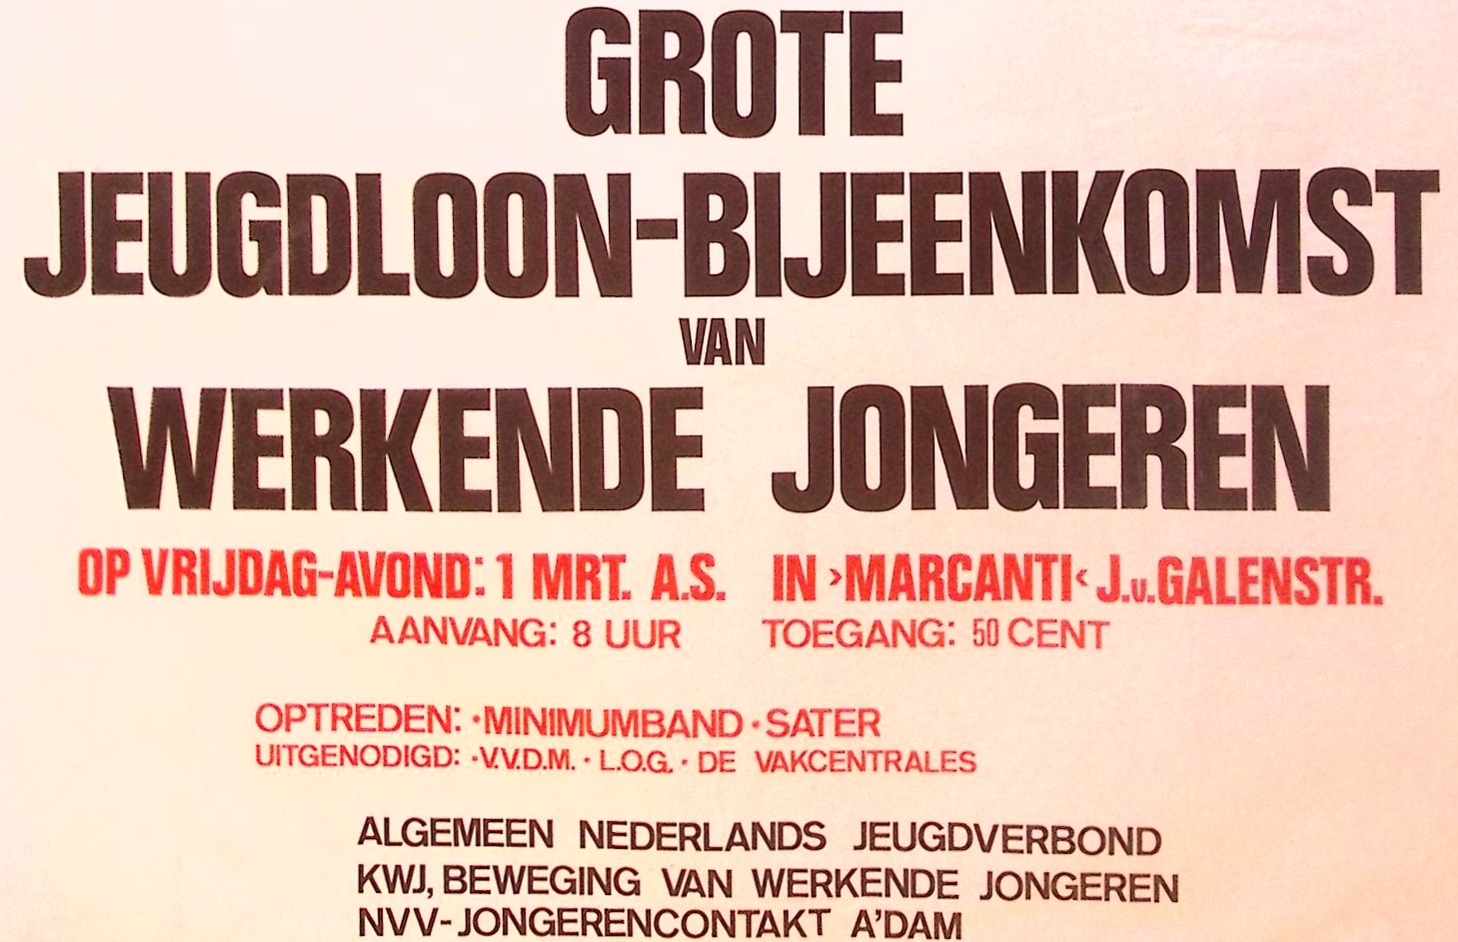 GROTE
JEUGDLOON-BIJEENKOMST
VAN
WERKENDE JONGEREN
OP VRIJDAG-AVOND: 1 MRT. A.S. IN ›MARCANTI‹ J.v.GALENSTR.
AANVANG: 8 UUR TOEGANG: 50 CENT
OPTREDEN: ·MINIMUMBAND·SATER
UITGENODIGD: ·V.V.D.M. · L.O.G. · DE VAKCENTRALES
ALGEMEEN NEDERLANDS JEUGDVERBOND
KWJ, BEWEGING VAN WERKENDE JONGEREN
NVV-JONGERENCONTAKT A'DAM